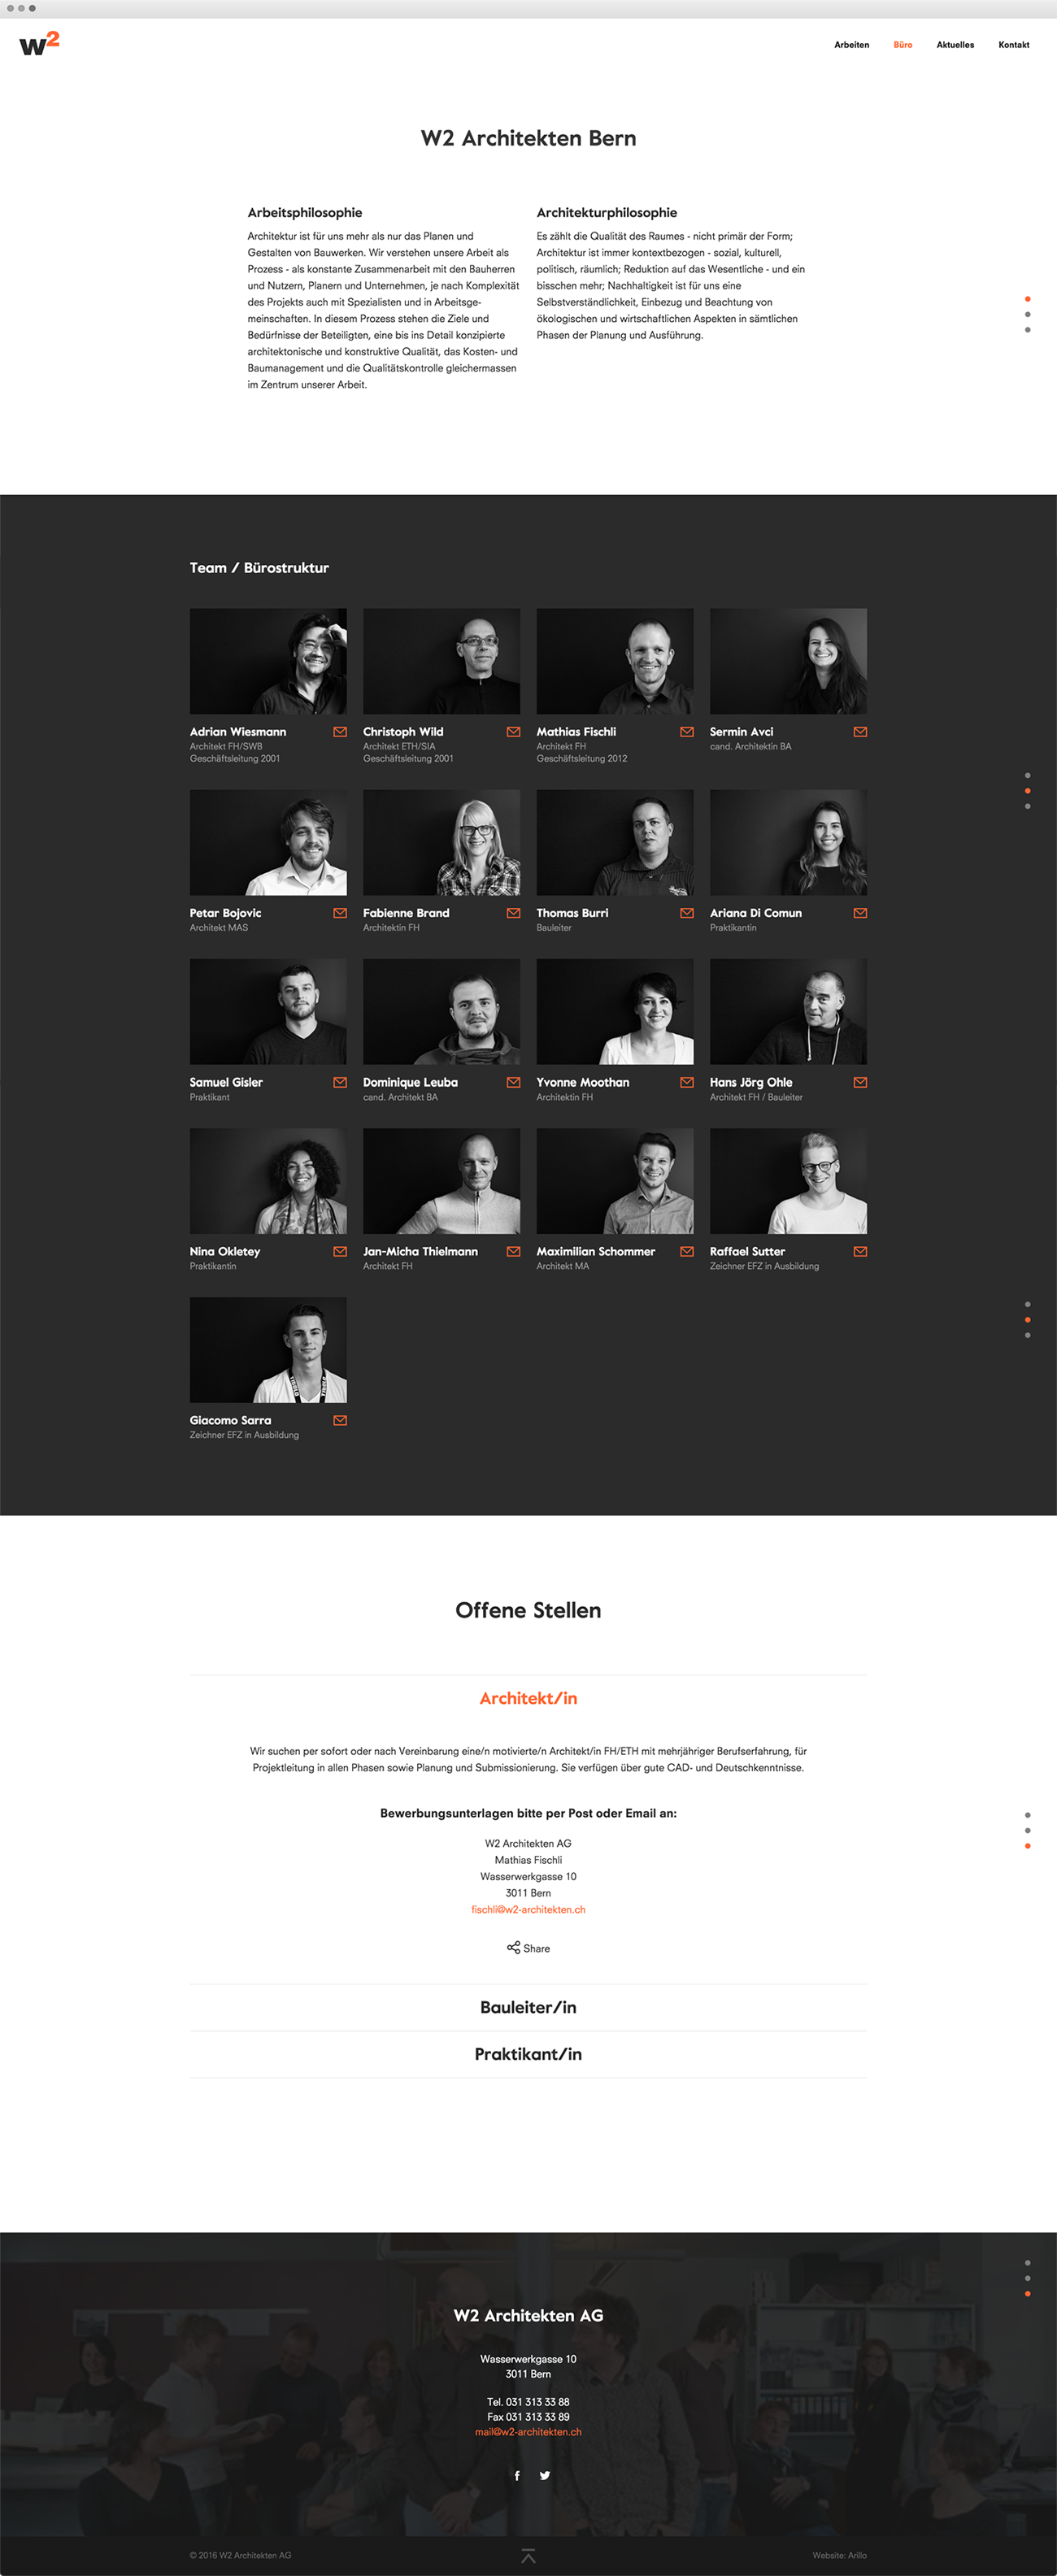 w2
Arbeiten
Büro
Aktuelles
Kontakt
W2 Architekten Bern
Arbeitsphilosophie
Architektur ist für uns mehr als nur das Planen und
Gestalten von Bauwerken. Wir verstehen unsere Arbeit als
Prozess - als konstante Zusammenarbeit mit den Bauherren
und Nutzern, Planern und Unternehmen, je nach Komplexität
des Projekts auch mit Spezialisten und in Arbeitsge-
meinschaften. In diesem Prozess stehen die Ziele und
Bedürfnisse der Beteiligten, eine bis ins Detail konzipierte
architektonische und konstruktive Qualität, das Kosten- und
Baumanagement und die Qualitätskontrolle gleichermassen
im Zentrum unserer Arbeit.
Architekturphilosophie
Es zählt die Qualität des Raumes - nicht primär der Form;
Architektur ist immer kontextbezogen - sozial, kulturell,
politisch, räumlich; Reduktion auf das Wesentliche - und ein
bisschen mehr; Nachhaltigkeit ist für uns eine
Selbstverständlichkeit, Einbezug und Beachtung von
ökologischen und wirtschaftlichen Aspekten in sämtlichen
Phasen der Planung und Ausführung.
Team / Bürostruktur
Adrian Wiesmann
Architekt FH/SWB
Geschäftsleitung 2001
Christoph Wild
Architekt ETH/SIA
Geschäftsleitung 2001
Mathias Fischli
Architekt FH
Geschäftsleitung 2012
Sermin Avci
cand. Architektin BA
Petar Bojovic
Architekt MAS
Fabienne Brand
Architektin FH
Thomas Burri
Bauleiter
Ariana Di Comun
Praktikantin
Samuel Gisler
Praktikant
Dominique Leuba
cand. Architekt BA
Yvonne Moothan
Architektin FH
Hans Jörg Ohle
Architekt FH / Bauleiter
Nina Okletey
Praktikantin
Jan-Micha Thielmann
Architekt FH
Maximilian Schommer
Architekt MA
Raffael Sutter
Zeichner EFZ in Ausbildung
Giacomo Sarra
Zeichner EFZ in Ausbildung
Offene Stellen
Architekt/in
Wir suchen per sofort oder nach Vereinbarung eine/n motivierte/n Architekt/in FH/ETH mit mehrjähriger Berufserfahrung, für
Projektleitung in allen Phasen sowie Planung und Submissionierung. Sie verfügen über gute CAD- und Deutschkenntnisse.
Bewerbungsunterlagen bitte per Post oder Email an:
W2 Architekten AG
Mathias Fischli
Wasserwerkgasse 10
3011 Bern
fischli@w2-architekten.ch
Share
Bauleiter/in
Praktikant/in
W2 Architekten AG
Wasserwerkgasse 10
3011 Bern
Tel. 031 313 33 88
Fax 031 313 33 89
mail@w2-architekten.ch
© 2016 W2 Architekten AG
Website: Arillo